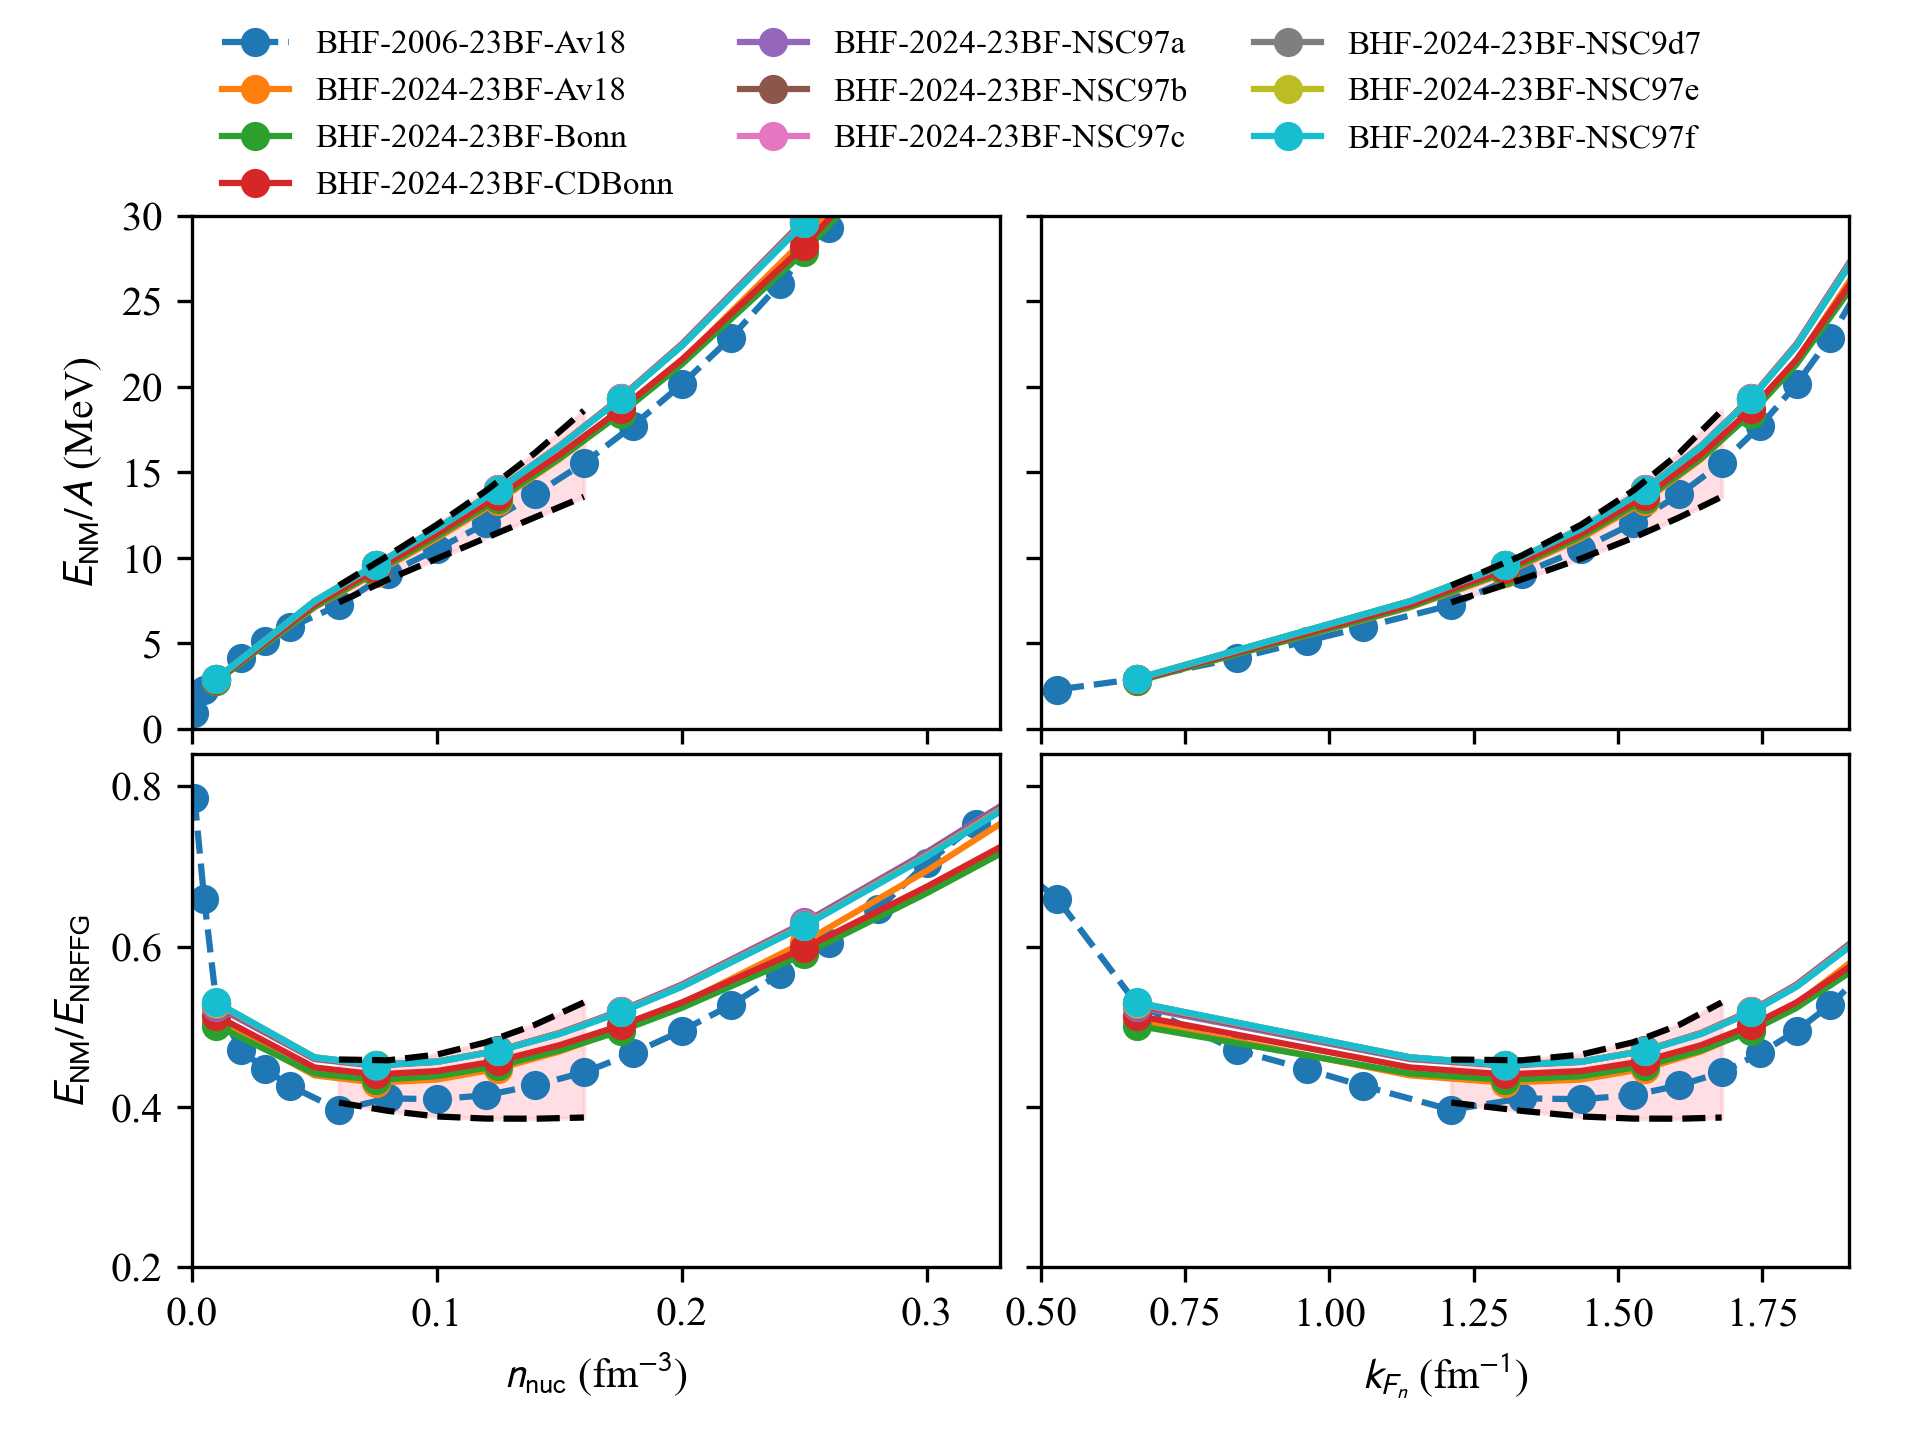 BHF-2006-23BF-Av18
BHF-2024-23BF-Av18
BHF-2024-23BF-Bonn
BHF-2024-23BF-CDBonn
BHF-2024-23BF-NSC97a
BHF-2024-23BF-NSC97b
BHF-2024-23BF-NSC97c
BHF-2024-23BF-NSC9d7
BHF-2024-23BF-NSC97e
BHF-2024-23BF-NSC97f
E_NM/A (MeV)
30
25
20
15
10
5
0
E_NM/E_NRFFG
0.8
0.6
0.4
0.2
0.0 0.1 0.2 0.3
n_nuc (fm⁻³)
0.50 0.75 1.00 1.25 1.50 1.75
k_{F_n} (fm⁻¹)